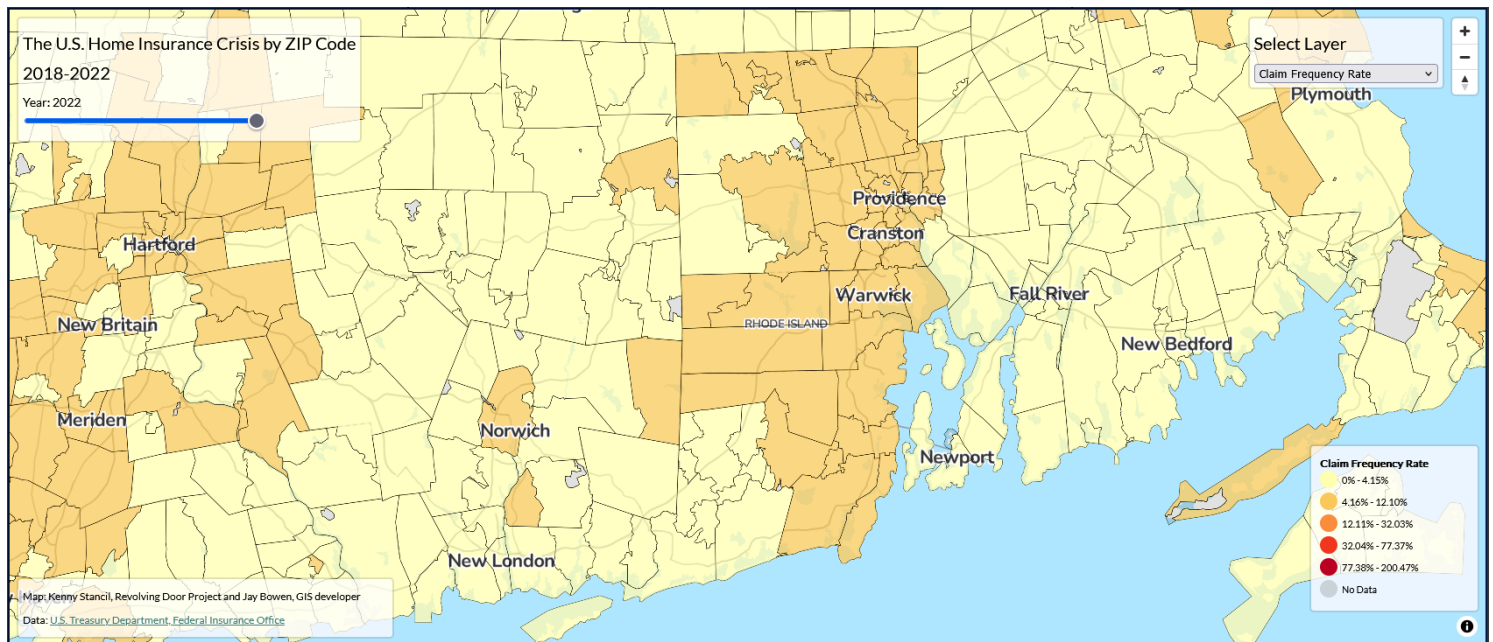 The U.S. Home Insurance Crisis by ZIP Code
2018-2022
Year: 2022
Select Layer
Claim Frequency Rate
+
−
Plymouth
Providence
Cranston
Hartford
Warwick
Fall River
New Britain
RHODE ISLAND
New Bedford
Meriden
Norwich
Newport
New London
Claim Frequency Rate
0% - 4.15%
4.16% - 12.10%
12.11% - 32.03%
32.04% - 77.37%
77.38% - 200.47%
No Data
Map: Kenny Stancil, Revolving Door Project and Jay Bowen, GIS developer
Data: U.S. Treasury Department, Federal Insurance Office